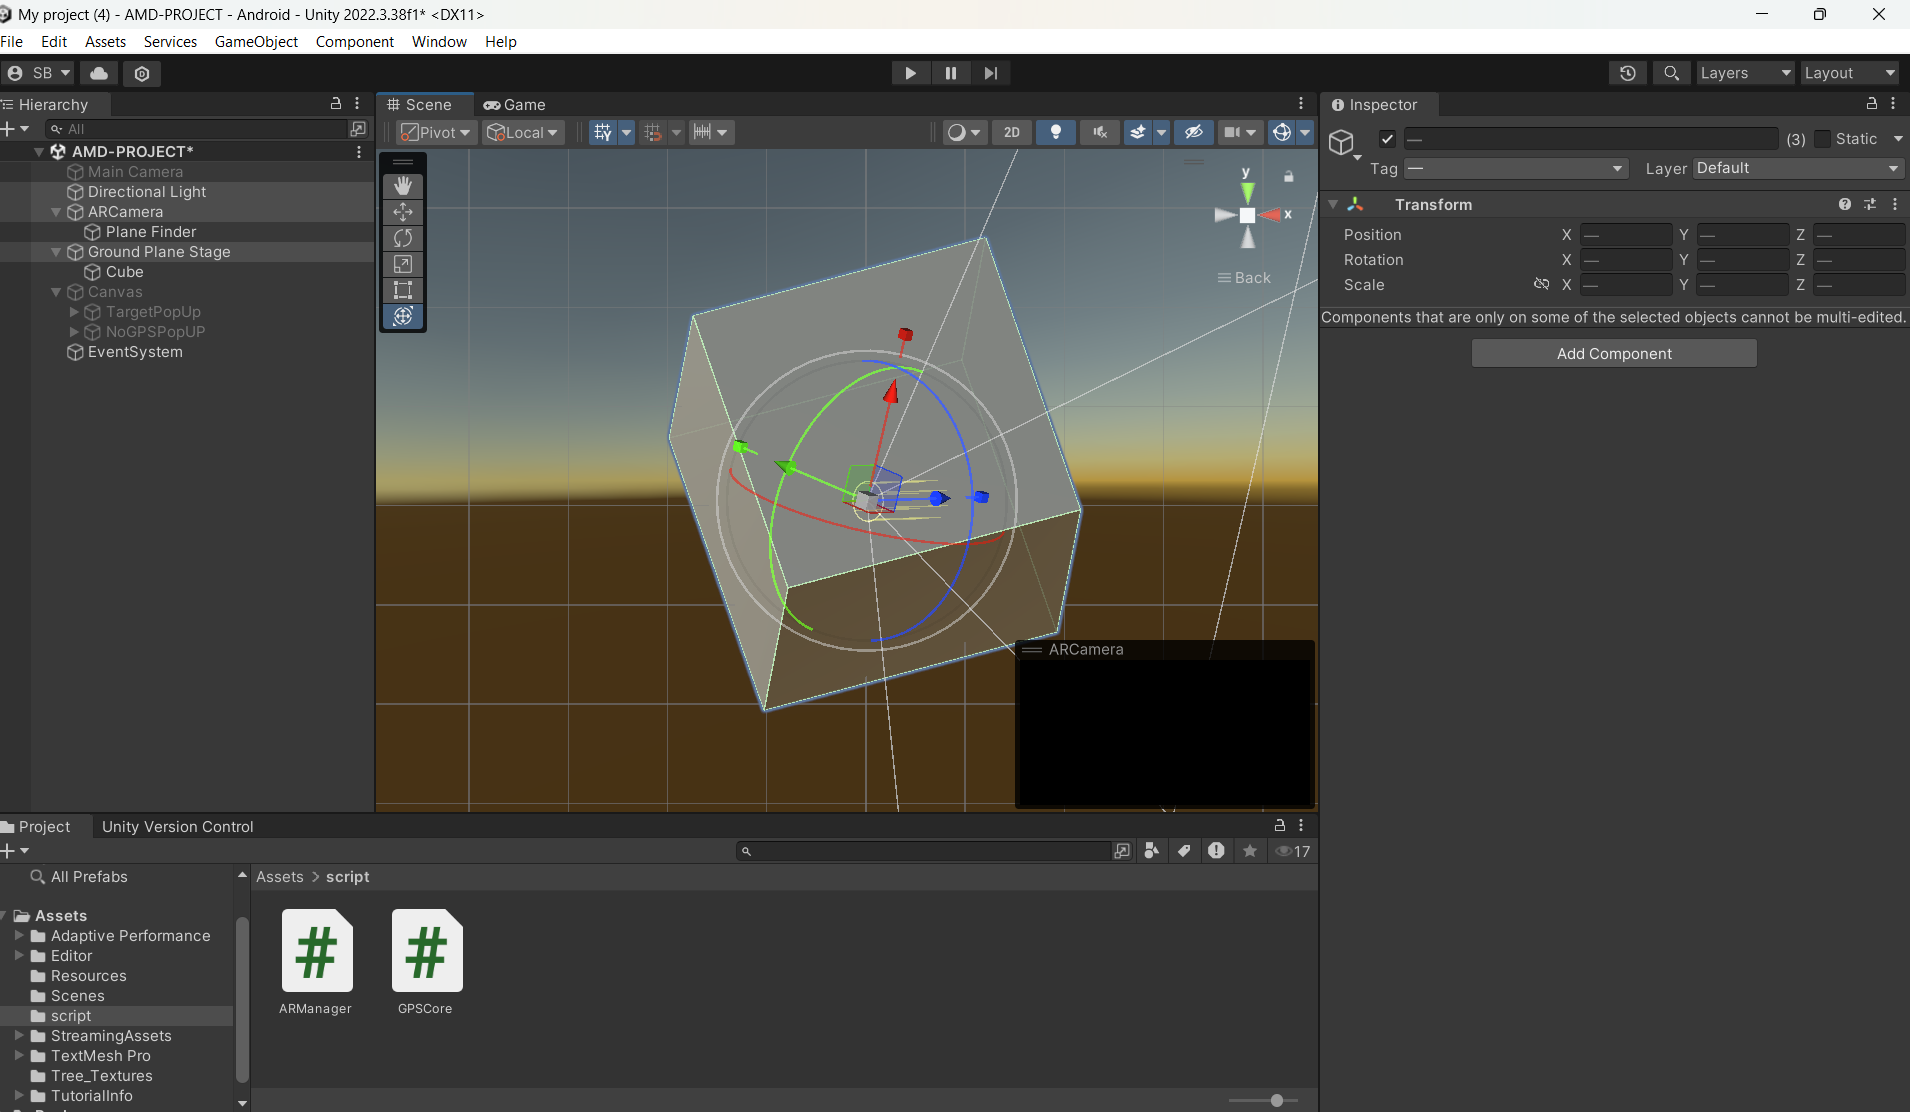 My project (4) - AMD-PROJECT - Android - Unity 2022.3.38f1* <DX11>
File Edit Assets Services GameObject Component Window Help
SB
Layers
Layout
Hierarchy
All
AMD-PROJECT*
Main Camera
Directional Light
ARCamera
Plane Finder
Ground Plane Stage
Cube
Canvas
TargetPopUp
NoGPSPopUP
EventSystem
Scene
Game
Pivot
Local
2D
y
x
Back
ARCamera
Inspector
—
(3)
Static
Tag —
Layer Default
Transform
Position X — Y — Z —
Rotation X — Y — Z —
Scale X — Y — Z —
Components that are only on some of the selected objects cannot be multi-edited.
Add Component
Project
Unity Version Control
17
All Prefabs
Assets
Adaptive Performance
Editor
Resources
Scenes
script
StreamingAssets
TextMesh Pro
Tree_Textures
TutorialInfo
Assets > script
ARManager
GPSCore